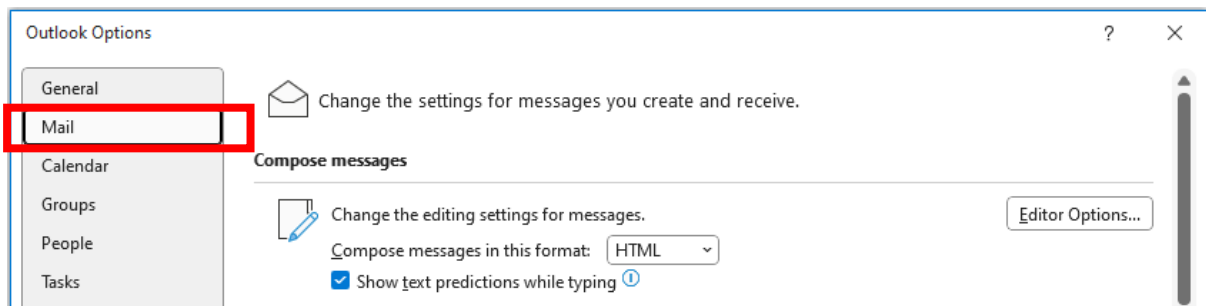 Outlook Options
?
General
Mail
Calendar
Groups
People
Tasks
Change the settings for messages you create and receive.
Compose messages
Change the editing settings for messages.
Editor Options...
Compose messages in this format: HTML
Show text predictions while typing